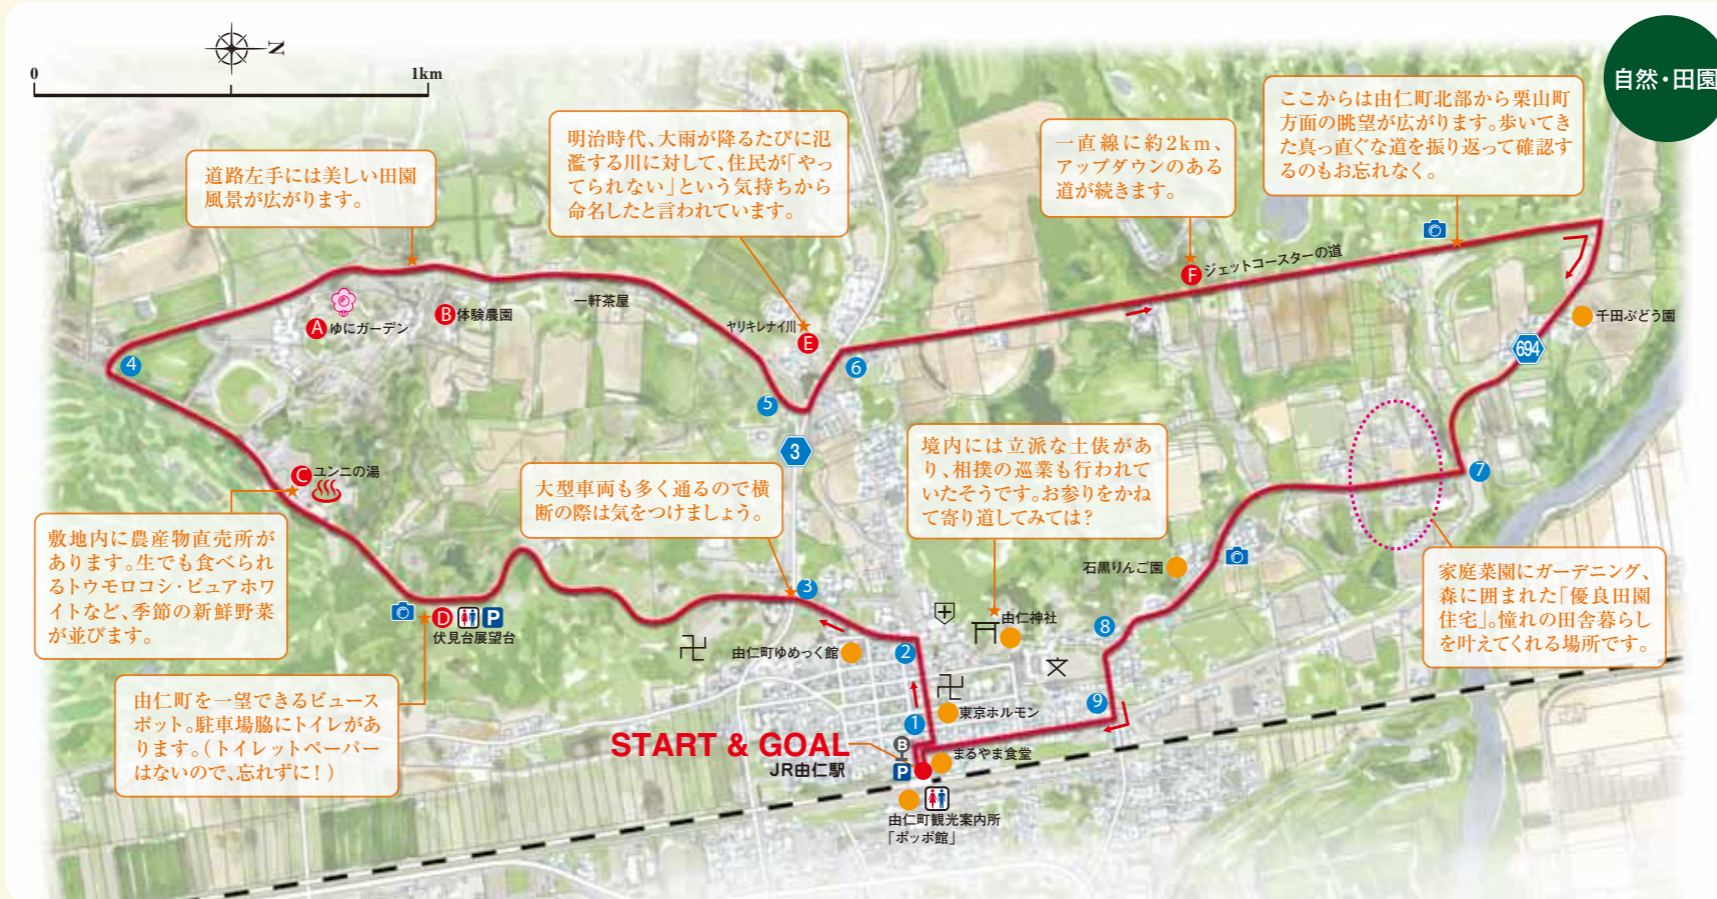 N
0
1km
自然・田園
道路左手には美しい田園
風景が広がります。
明治時代、大雨が降るたびに氾
濫する川に対して、住民が「やっ
てられない」という気持ちから
命名したと言われています。
一直線に約2km、
アップダウンのある
道が続きます。
ここからは由仁町北部から栗山町
方面の眺望が広がります。歩いてき
た真っ直ぐな道を振り返って確認す
るのもお忘れなく。
A ゆにガーデン
B 体験農園
一軒茶屋
ヤリキレナイ川
E
F ジェットコースターの道
千田ぶどう園
694
4
5
6
3
7
C ユンニの湯
敷地内に農産物直売所が
あります。生でも食べられ
るトウモロコシ・ピュアホワ
イトなど、季節の新鮮野菜
が並びます。
大型車両も多く通るので横
断の際は気をつけましょう。
境内には立派な土俵があ
り、相撲の巡業も行われて
いたそうです。お参りをかね
て寄り道してみては？
石黒りんご園
家庭菜園にガーデニング、
森に囲まれた「優良田園
住宅」。憧れの田舎暮らし
を叶えてくれる場所です。
D P
伏見台展望台
3
由仁町ゆめっく館
2
由仁神社
8
文
9
由仁町を一望できるビュース
ポット。駐車場脇にトイレがあ
ります。（トイレットペーパー
はないので、忘れずに！）
東京ホルモン
1
START & GOAL
JR由仁駅
B
P
まるやま食堂
由仁町観光案内所
「ポッポ館」